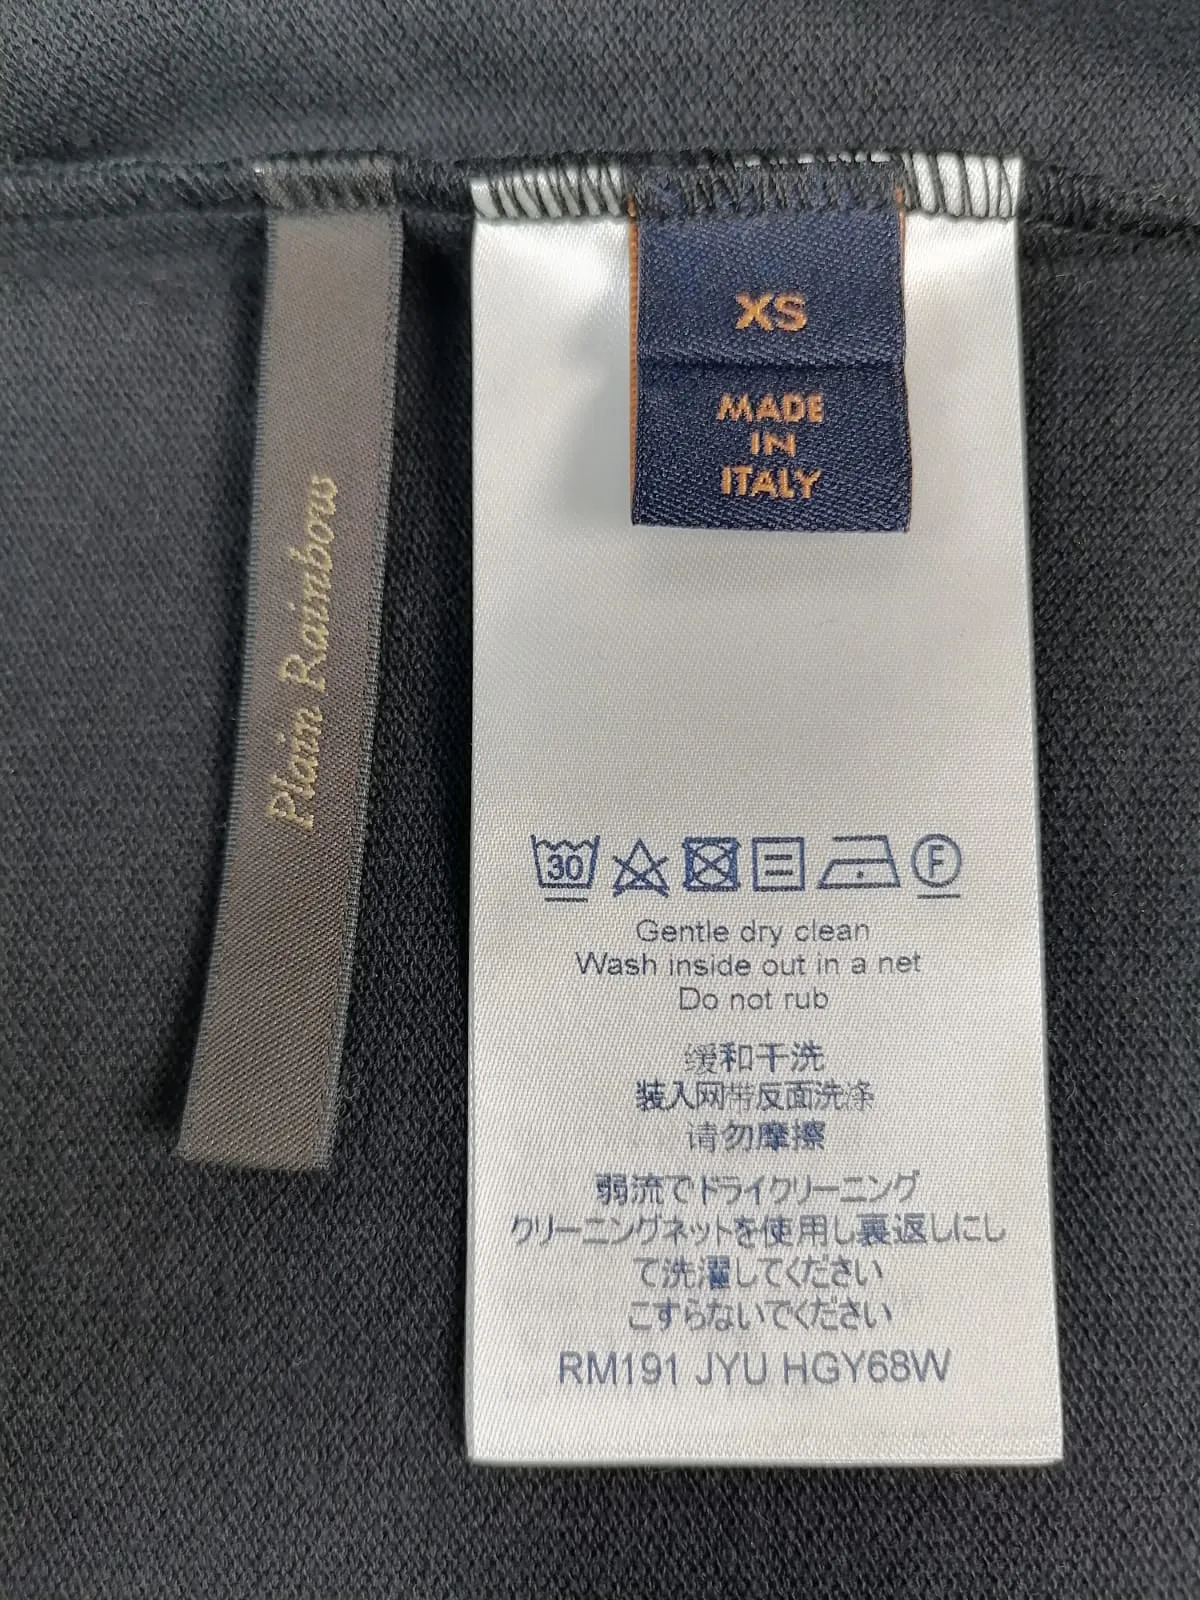 Plain Rainbow
XS
MADE
IN
ITALY
30
F
Gentle dry clean
Wash inside out in a net
Do not rub
缓和干洗
装入网带反面洗涤
请勿摩擦
弱流でドライクリーニング
クリーニングネットを使用し裏返しにし
て洗濯してください
こすらないでください
RM191 JYU HGY68W